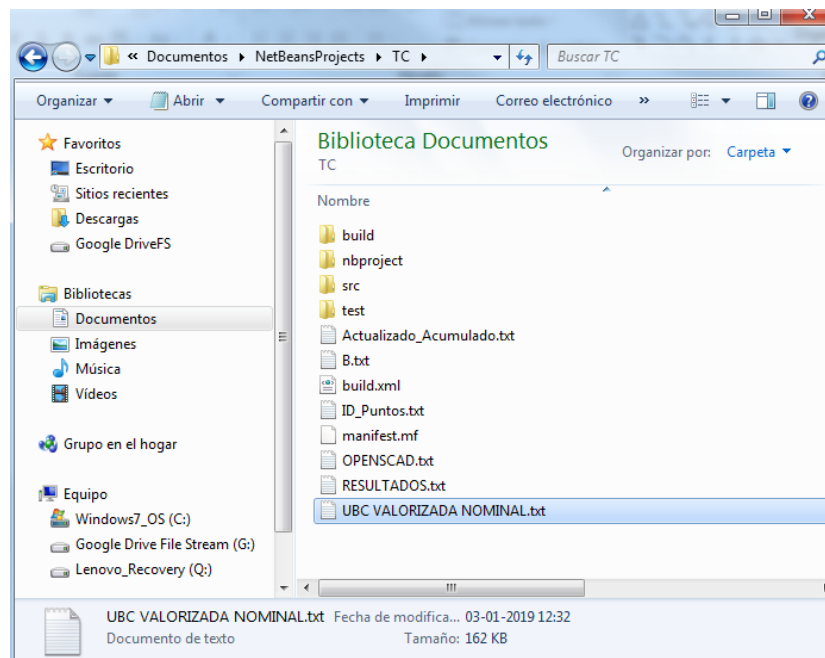 « Documentos ▸ NetBeansProjects ▸ TC ▸ Buscar TC
Organizar Abrir Compartir con Imprimir Correo electrónico »
Favoritos
Escritorio
Sitios recientes
Descargas
Google DriveFS
Bibliotecas
Documentos
Imágenes
Música
Vídeos
Grupo en el hogar
Equipo
Windows7_OS (C:)
Google Drive File Stream (G:)
Lenovo_Recovery (Q:)
Biblioteca Documentos
TC
Organizar por: Carpeta
Nombre
build
nbproject
src
test
Actualizado_Acumulado.txt
B.txt
build.xml
ID_Puntos.txt
manifest.mf
OPENSCAD.txt
RESULTADOS.txt
UBC VALORIZADA NOMINAL.txt
UBC VALORIZADA NOMINAL.txt Fecha de modifica... 03-01-2019 12:32
Documento de texto Tamaño: 162 KB